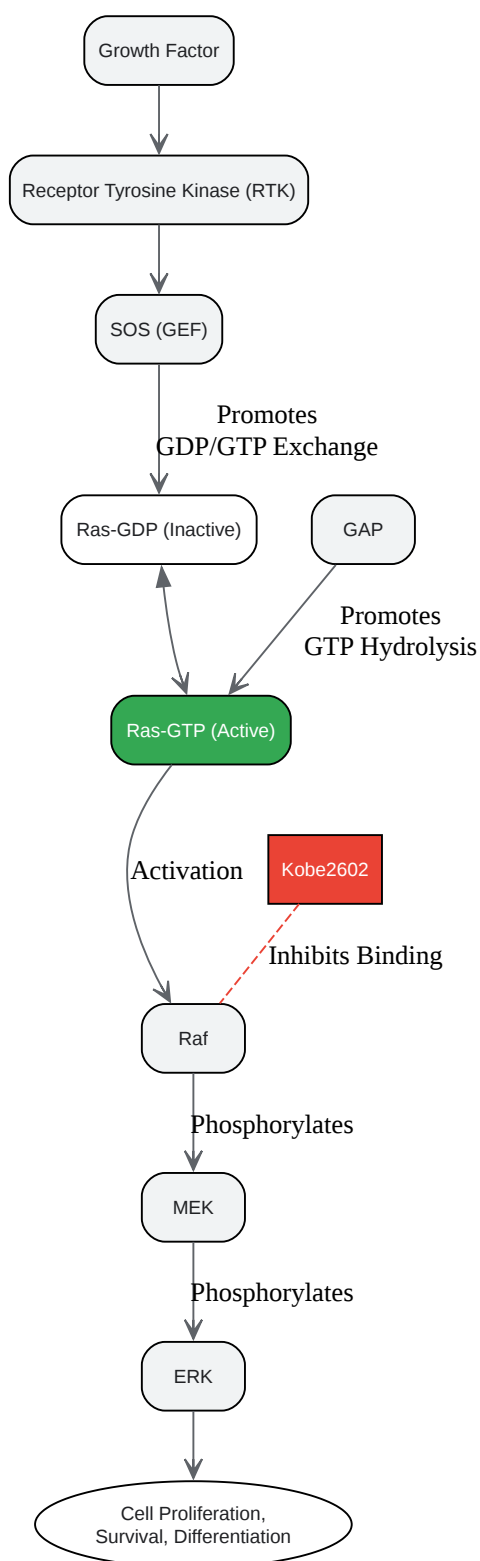 Growth Factor
Receptor Tyrosine Kinase (RTK)
SOS (GEF)
Promotes
GDP/GTP Exchange
Ras-GDP (Inactive)
GAP
Promotes
GTP Hydrolysis
Ras-GTP (Active)
Activation
Kobe2602
Inhibits Binding
Raf
Phosphorylates
MEK
Phosphorylates
ERK
Cell Proliferation,
Survival, Differentiation